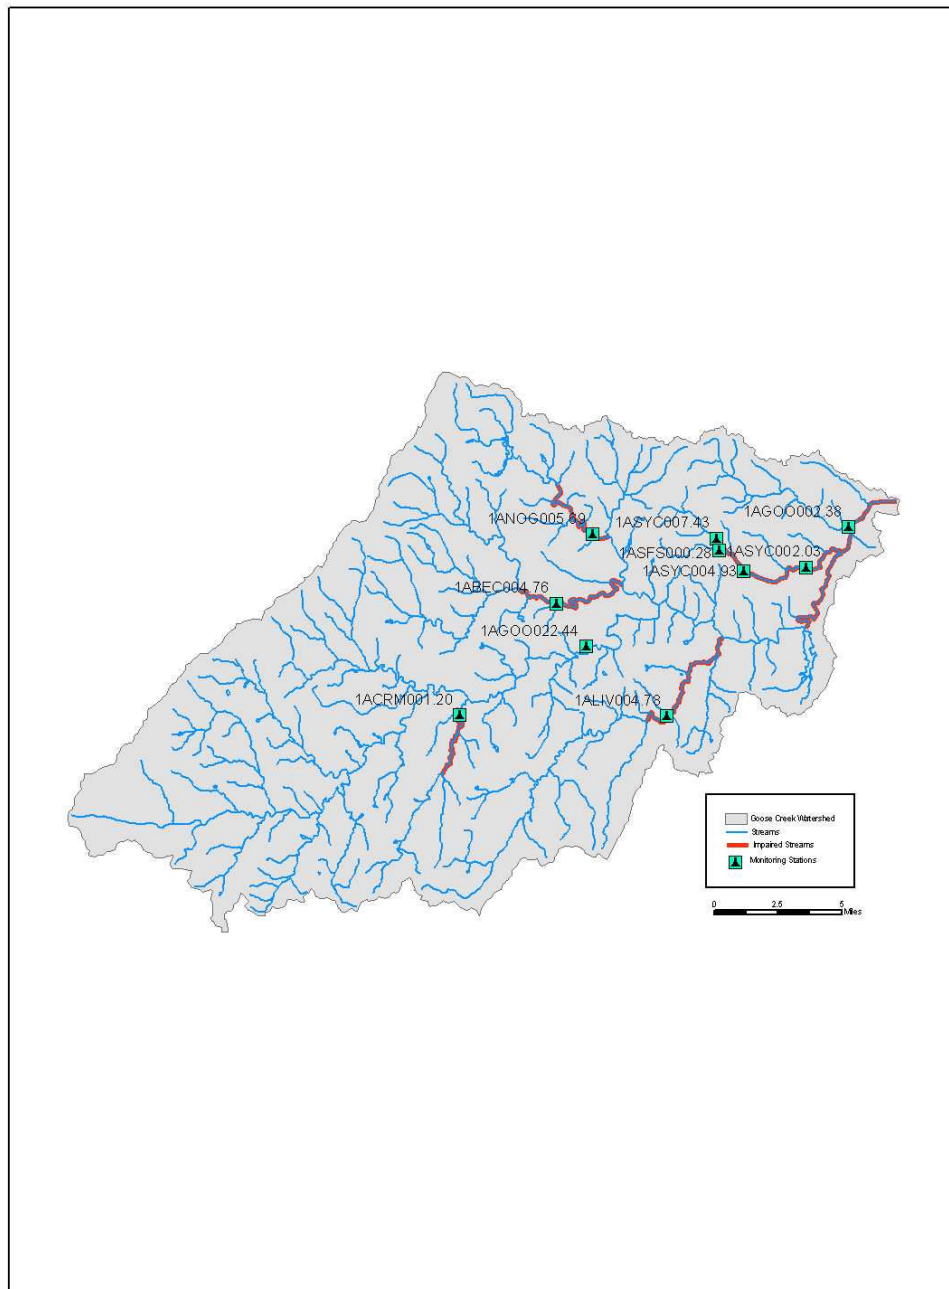 1AGOO002.38
1ANOG005.69
1ASYC007.43
1ASFS000.28
1ASYC002.03
1ASYC004.93
1ABEC004.76
1AGOO022.44
1ACRM001.20
1ALIV004.78
Goose Creek Watershed
Streams
Impaired Streams
Monitoring Stations
0 2.5 5
Miles